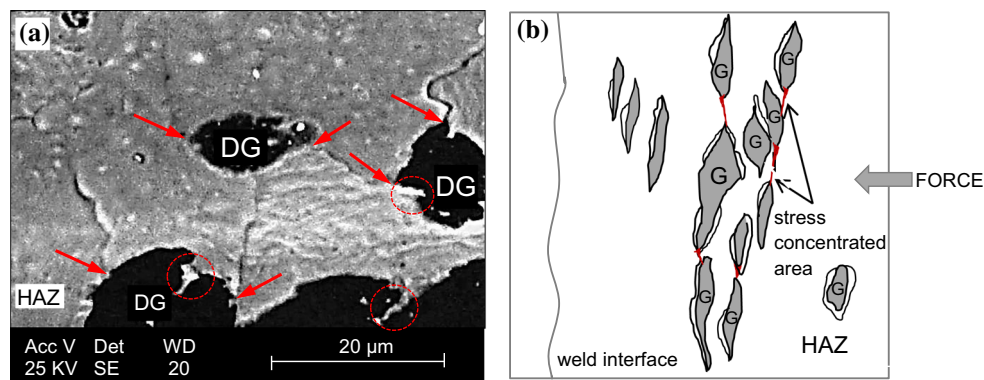 (a)
DG
DG
DG
HAZ
Acc V Det WD
25 KV SE 20
20 µm
(b)
G
G
G
G
G
G
G
G
FORCE
stress
concentrated
area
HAZ
weld interface